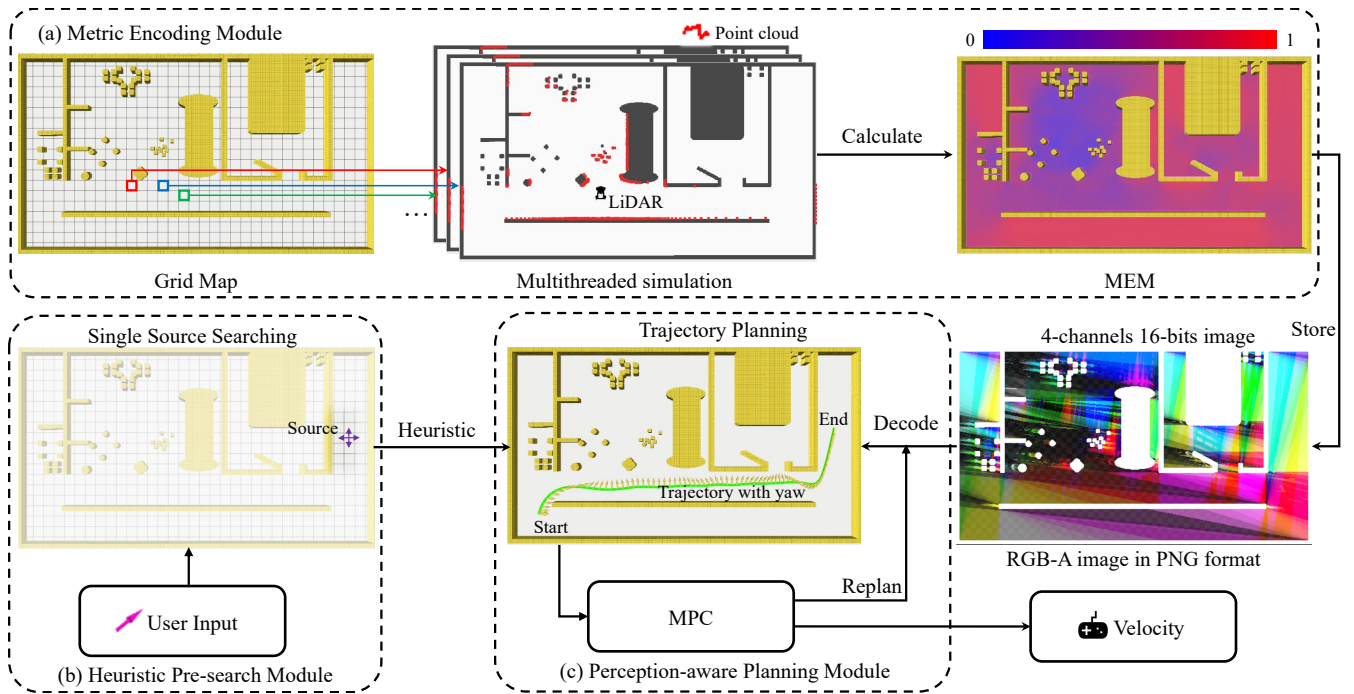 (a) Metric Encoding Module
Point cloud
0
1
Calculate
LiDAR
...
Grid Map
Multithreaded simulation
MEM
Store
Single Source Searching
Trajectory Planning
4-channels 16-bits image
Source
Heuristic
End
Decode
Trajectory with yaw
Start
RGB-A image in PNG format
Replan
User Input
MPC
Velocity
(b) Heuristic Pre-search Module
(c) Perception-aware Planning Module